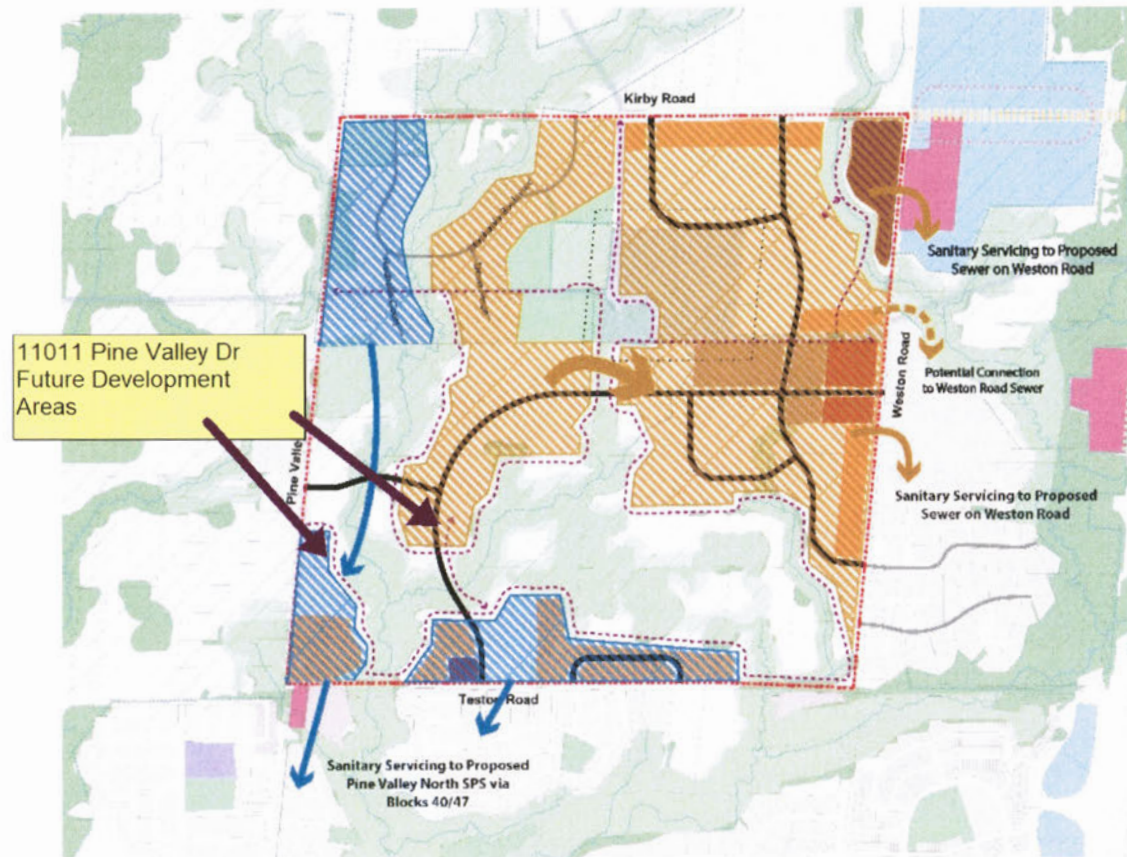 Kirby Road
Sanitary Servicing to Proposed
Sewer on Weston Road
11011 Pine Valley Dr
Future Development
Areas
Weston Road
Potential Connection
to Weston Road Sewer
Pine Valle
Sanitary Servicing to Proposed
Sewer on Weston Road
Teston Road
Sanitary Servicing to Proposed
Pine Valley North SPS via
Blocks 40/47